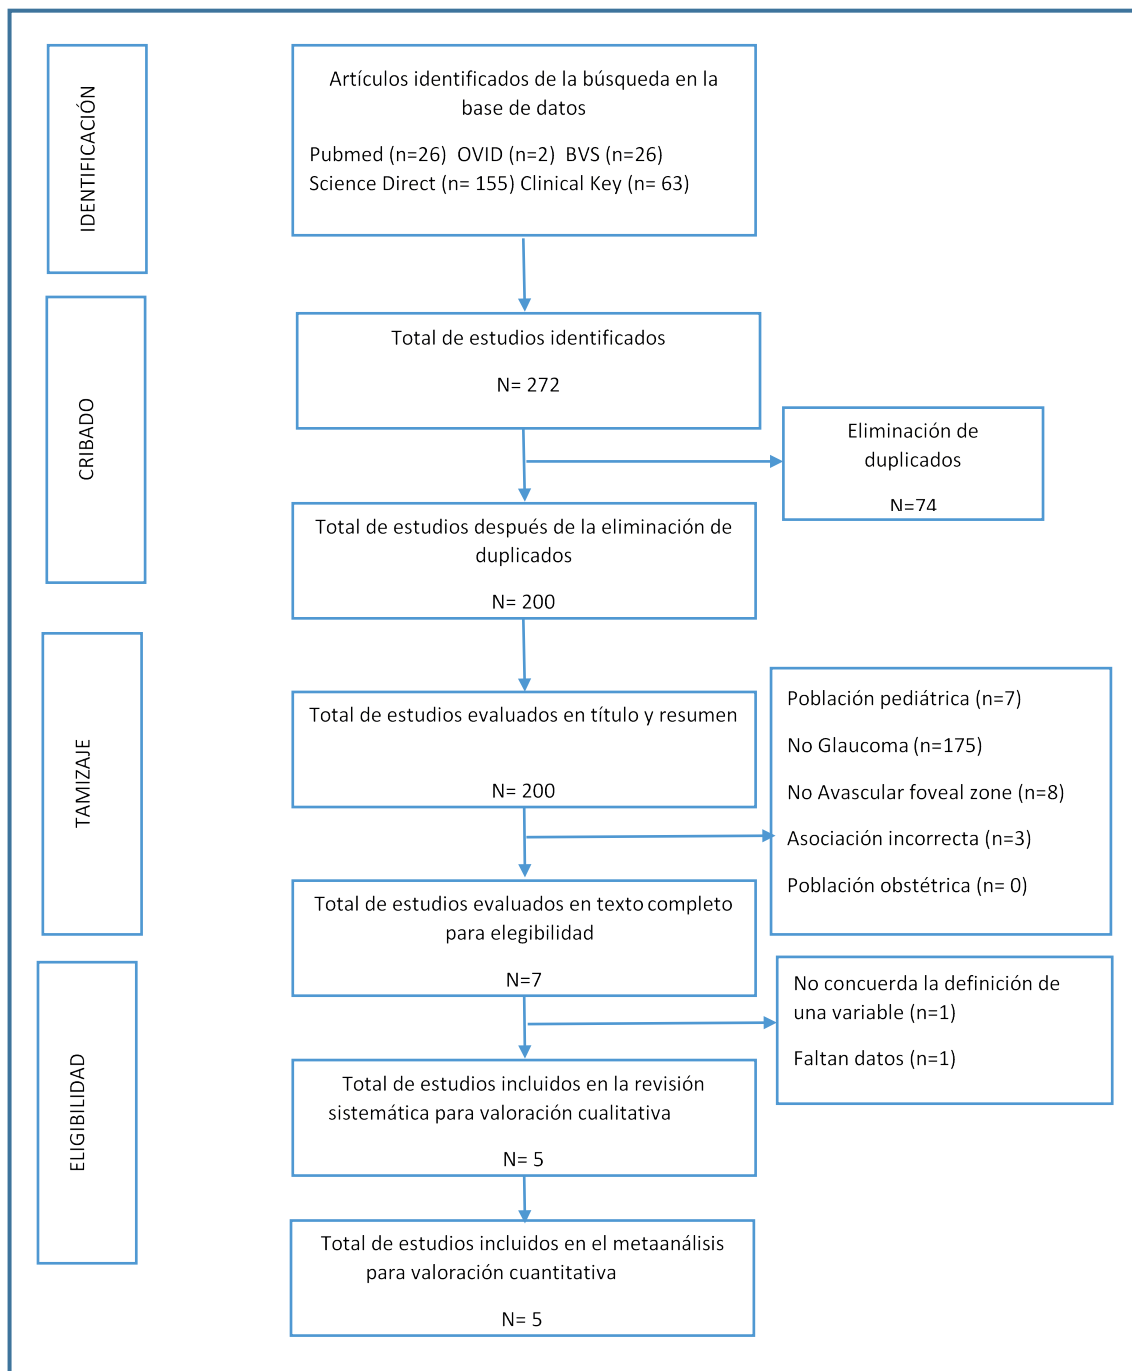 IDENTIFICACIÓN
Artículos identificados de la búsqueda en la
base de datos
Pubmed (n=26) OVID (n=2) BVS (n=26)
Science Direct (n= 155) Clinical Key (n= 63)
CRIBADO
Total de estudios identificados
N= 272
Eliminación de
duplicados
N=74
Total de estudios después de la eliminación de
duplicados
N= 200
TAMIZAJE
Total de estudios evaluados en título y resumen
N= 200
Población pediátrica (n=7)
No Glaucoma (n=175)
No Avascular foveal zone (n=8)
Asociación incorrecta (n=3)
Población obstétrica (n= 0)
Total de estudios evaluados en texto completo
para elegibilidad
N=7
ELIGIBILIDAD
No concuerda la definición de
una variable (n=1)
Faltan datos (n=1)
Total de estudios incluidos en la revisión
sistemática para valoración cualitativa
N= 5
Total de estudios incluidos en el metaanálisis
para valoración cuantitativa
N= 5